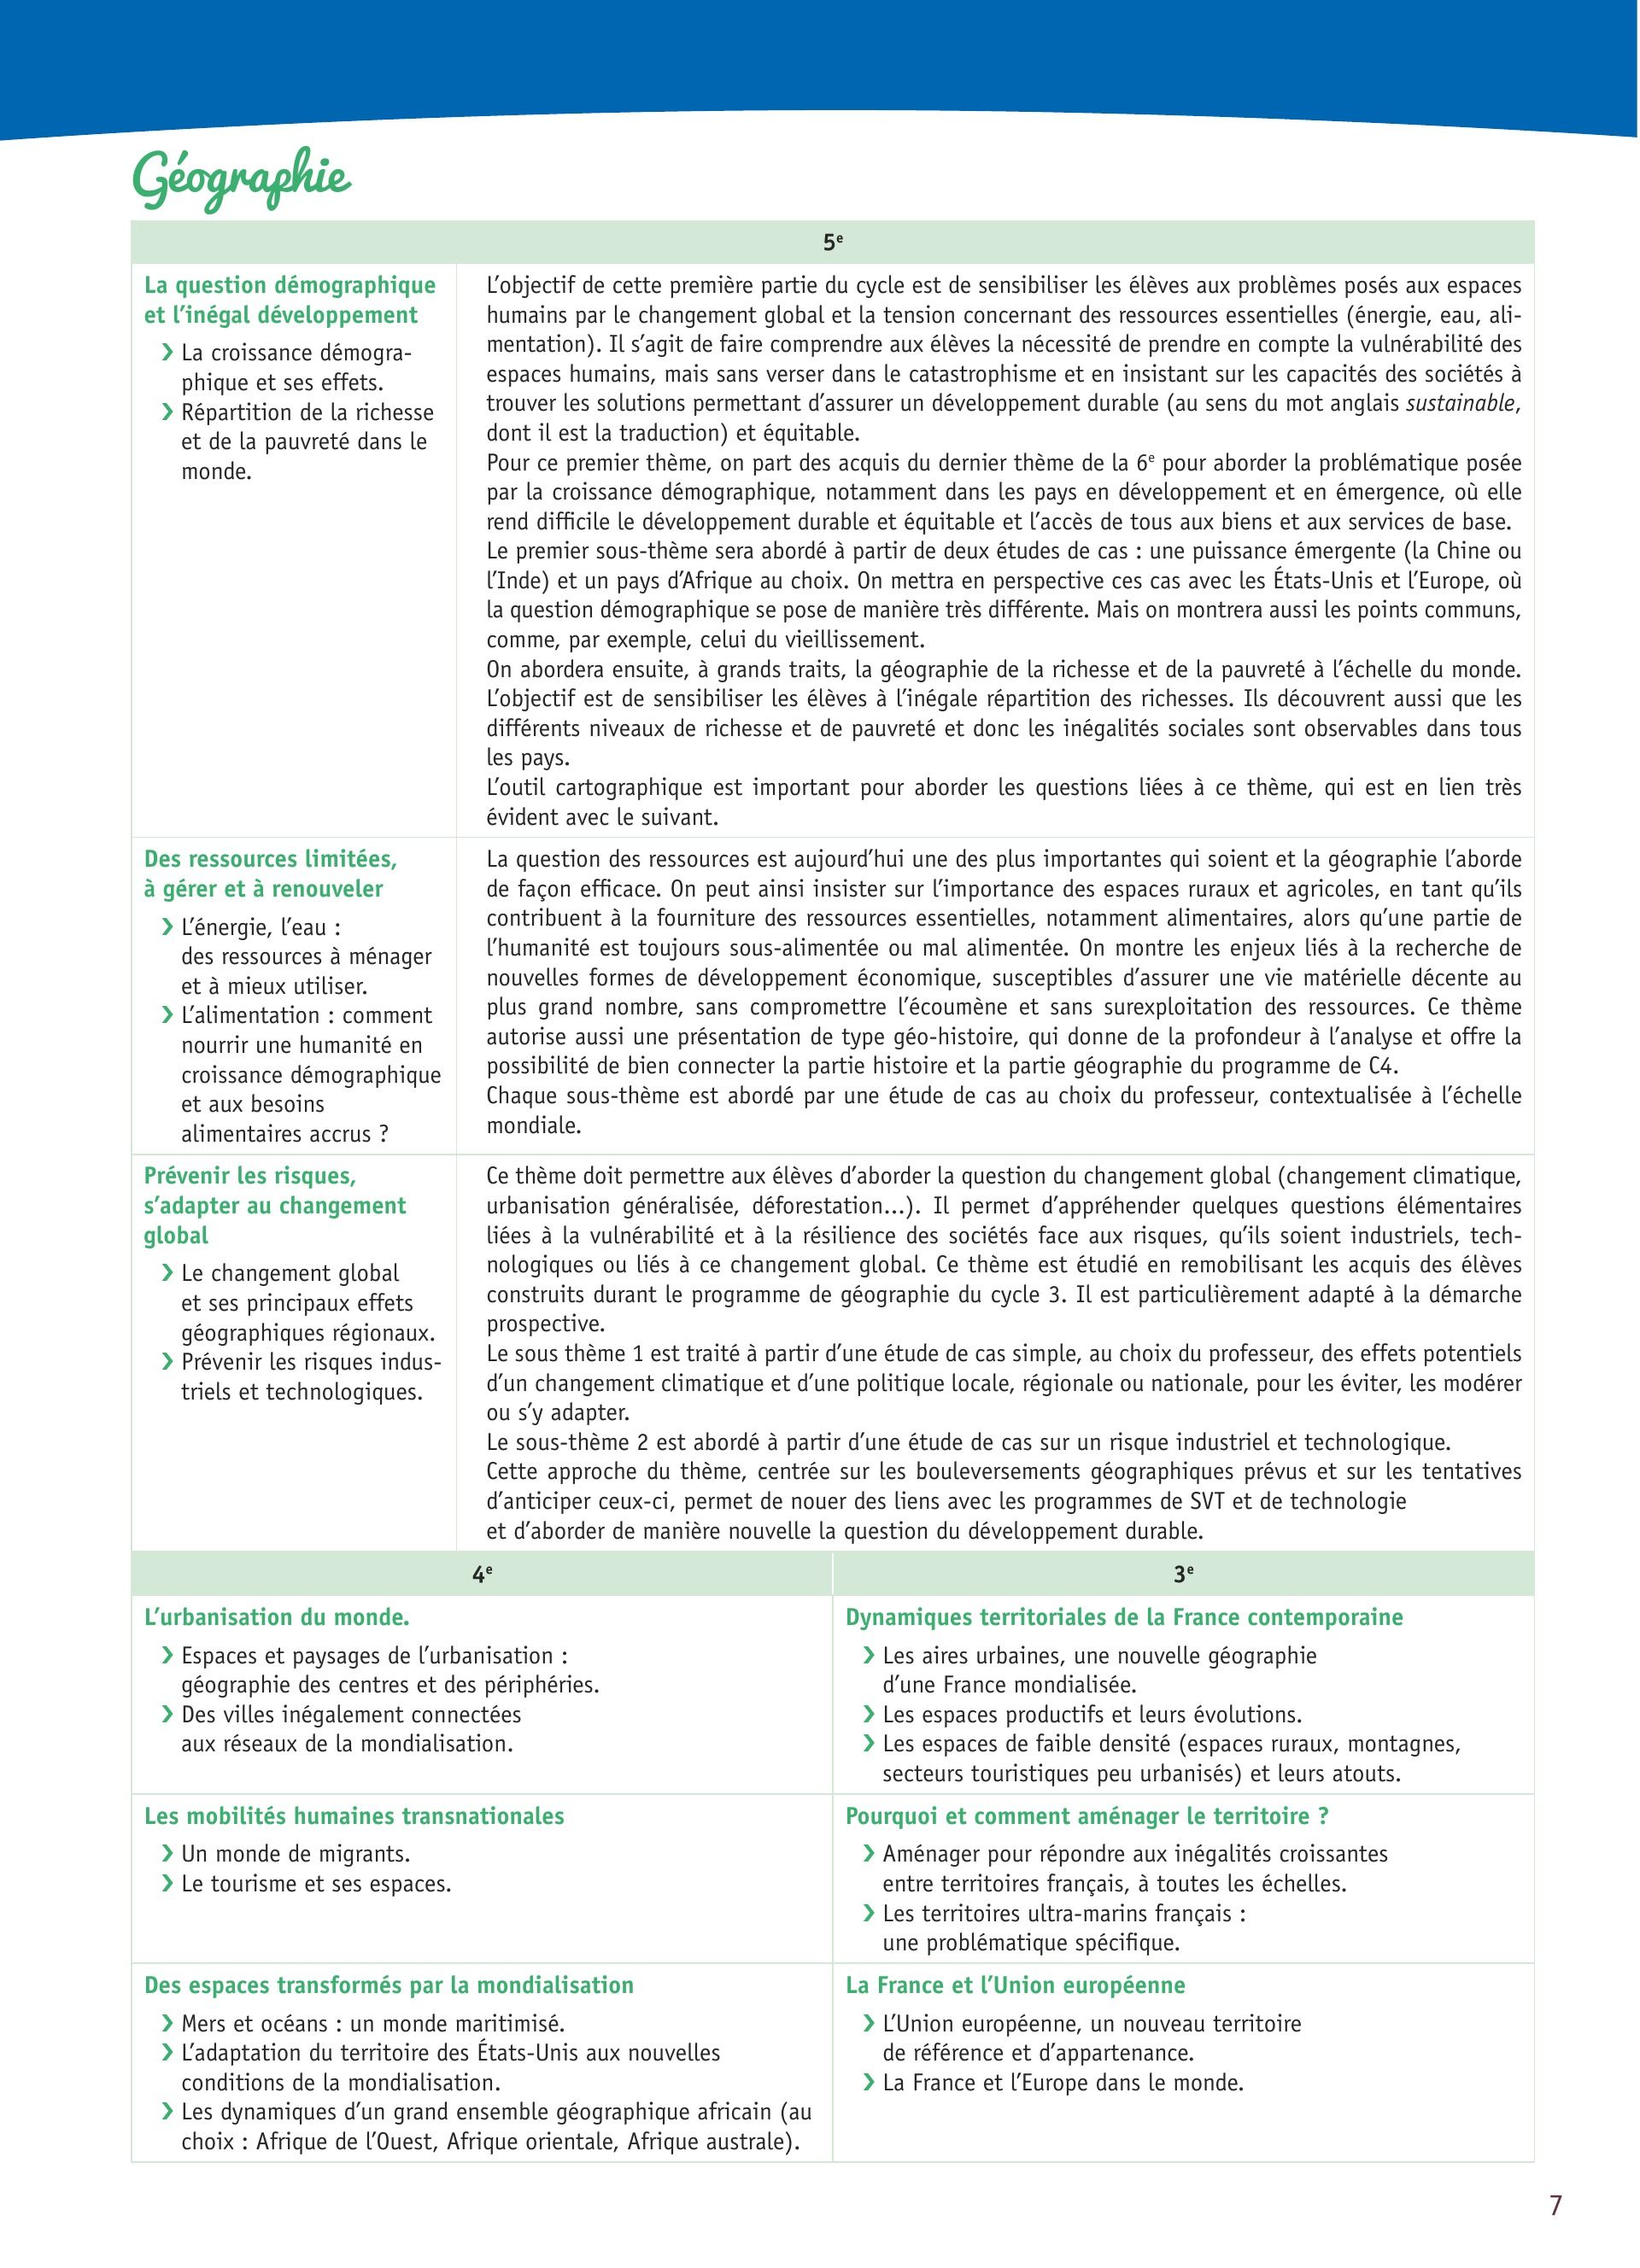 Géographie
5e
La question démographique
et l’inégal développement
❯ La croissance démogra-
phique et ses effets.
❯ Répartition de la richesse
et de la pauvreté dans le
monde.
L’objectif de cette première partie du cycle est de sensibiliser les élèves aux problèmes posés aux espaces
humains par le changement global et la tension concernant des ressources essentielles (énergie, eau, ali-
mentation). Il s’agit de faire comprendre aux élèves la nécessité de prendre en compte la vulnérabilité des
espaces humains, mais sans verser dans le catastrophisme et en insistant sur les capacités des sociétés à
trouver les solutions permettant d’assurer un développement durable (au sens du mot anglais sustainable,
dont il est la traduction) et équitable.
Pour ce premier thème, on part des acquis du dernier thème de la 6e pour aborder la problématique posée
par la croissance démographique, notamment dans les pays en développement et en émergence, où elle
rend difficile le développement durable et équitable et l’accès de tous aux biens et aux services de base.
Le premier sous-thème sera abordé à partir de deux études de cas : une puissance émergente (la Chine ou
l’Inde) et un pays d’Afrique au choix. On mettra en perspective ces cas avec les États-Unis et l’Europe, où
la question démographique se pose de manière très différente. Mais on montrera aussi les points communs,
comme, par exemple, celui du vieillissement.
On abordera ensuite, à grands traits, la géographie de la richesse et de la pauvreté à l’échelle du monde.
L’objectif est de sensibiliser les élèves à l’inégale répartition des richesses. Ils découvrent aussi que les
différents niveaux de richesse et de pauvreté et donc les inégalités sociales sont observables dans tous
les pays.
L’outil cartographique est important pour aborder les questions liées à ce thème, qui est en lien très
évident avec le suivant.
Des ressources limitées,
à gérer et à renouveler
❯ L’énergie, l’eau :
des ressources à ménager
et à mieux utiliser.
❯ L’alimentation : comment
nourrir une humanité en
croissance démographique
et aux besoins
alimentaires accrus ?
La question des ressources est aujourd’hui une des plus importantes qui soient et la géographie l’aborde
de façon efficace. On peut ainsi insister sur l’importance des espaces ruraux et agricoles, en tant qu’ils
contribuent à la fourniture des ressources essentielles, notamment alimentaires, alors qu’une partie de
l’humanité est toujours sous-alimentée ou mal alimentée. On montre les enjeux liés à la recherche de
nouvelles formes de développement économique, susceptibles d’assurer une vie matérielle décente au
plus grand nombre, sans compromettre l’écoumène et sans surexploitation des ressources. Ce thème
autorise aussi une présentation de type géo-histoire, qui donne de la profondeur à l’analyse et offre la
possibilité de bien connecter la partie histoire et la partie géographie du programme de C4.
Chaque sous-thème est abordé par une étude de cas au choix du professeur, contextualisée à l’échelle
mondiale.
Prévenir les risques,
s’adapter au changement
global
❯ Le changement global
et ses principaux effets
géographiques régionaux.
❯ Prévenir les risques indus-
triels et technologiques.
Ce thème doit permettre aux élèves d’aborder la question du changement global (changement climatique,
urbanisation généralisée, déforestation…). Il permet d’appréhender quelques questions élémentaires
liées à la vulnérabilité et à la résilience des sociétés face aux risques, qu’ils soient industriels, tech-
nologiques ou liés à ce changement global. Ce thème est étudié en remobilisant les acquis des élèves
construits durant le programme de géographie du cycle 3. Il est particulièrement adapté à la démarche
prospective.
Le sous thème 1 est traité à partir d’une étude de cas simple, au choix du professeur, des effets potentiels
d’un changement climatique et d’une politique locale, régionale ou nationale, pour les éviter, les modérer
ou s’y adapter.
Le sous-thème 2 est abordé à partir d’une étude de cas sur un risque industriel et technologique.
Cette approche du thème, centrée sur les bouleversements géographiques prévus et sur les tentatives
d’anticiper ceux-ci, permet de nouer des liens avec les programmes de SVT et de technologie
et d’aborder de manière nouvelle la question du développement durable.
4e
3e
L’urbanisation du monde.
❯ Espaces et paysages de l’urbanisation :
géographie des centres et des périphéries.
❯ Des villes inégalement connectées
aux réseaux de la mondialisation.
Dynamiques territoriales de la France contemporaine
❯ Les aires urbaines, une nouvelle géographie
d’une France mondialisée.
❯ Les espaces productifs et leurs évolutions.
❯ Les espaces de faible densité (espaces ruraux, montagnes,
secteurs touristiques peu urbanisés) et leurs atouts.
Les mobilités humaines transnationales
❯ Un monde de migrants.
❯ Le tourisme et ses espaces.
Pourquoi et comment aménager le territoire ?
❯ Aménager pour répondre aux inégalités croissantes
entre territoires français, à toutes les échelles.
❯ Les territoires ultra-marins français :
une problématique spécifique.
Des espaces transformés par la mondialisation
❯ Mers et océans : un monde maritimisé.
❯ L’adaptation du territoire des États-Unis aux nouvelles
conditions de la mondialisation.
❯ Les dynamiques d’un grand ensemble géographique africain (au
choix : Afrique de l’Ouest, Afrique orientale, Afrique australe).
La France et l’Union européenne
❯ L’Union européenne, un nouveau territoire
de référence et d’appartenance.
❯ La France et l’Europe dans le monde.
7